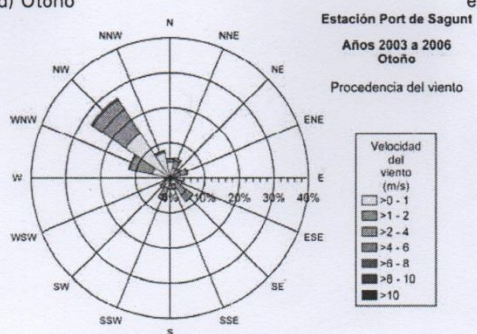 d) Otoño
e
Estación Port de Sagunt
Años 2003 a 2006
Otoño
Procedencia del viento
N
NNW
NNE
NW
NE
WNW
ENE
W
E
0% 10% 20% 30% 40%
WSW
ESE
SW
SE
SSW
SSE
S
Velocidad
del
viento
(m/s)
>0 - 1
>1 - 2
>2 - 4
>4 - 6
>6 - 8
>8 - 10
>10